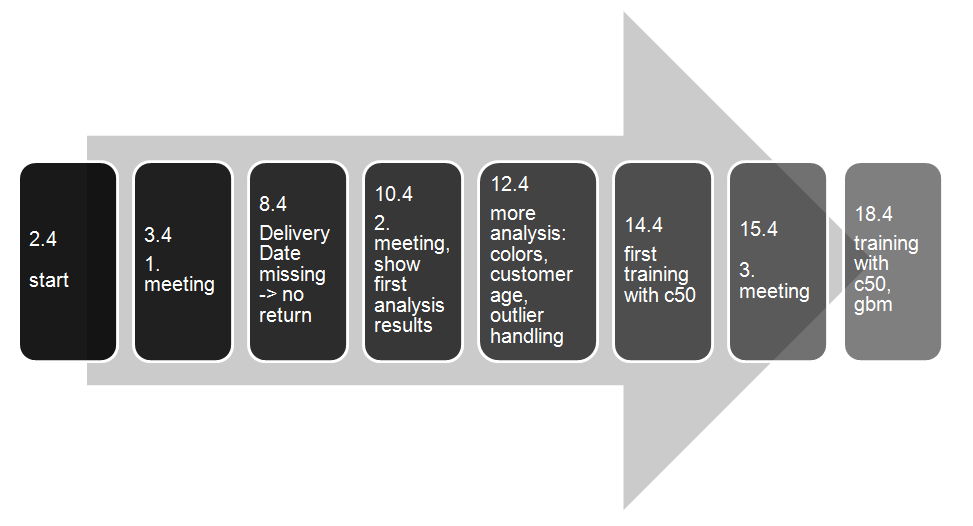 2.4
start
3.4
1.
meeting
8.4
Delivery
Date
missing
-> no
return
10.4
2.
meeting,
show
first
analysis
results
12.4
more
analysis:
colors,
customer
age,
outlier
handling
14.4
first
training
with c50
15.4
3.
meeting
18.4
training
with
c50,
gbm